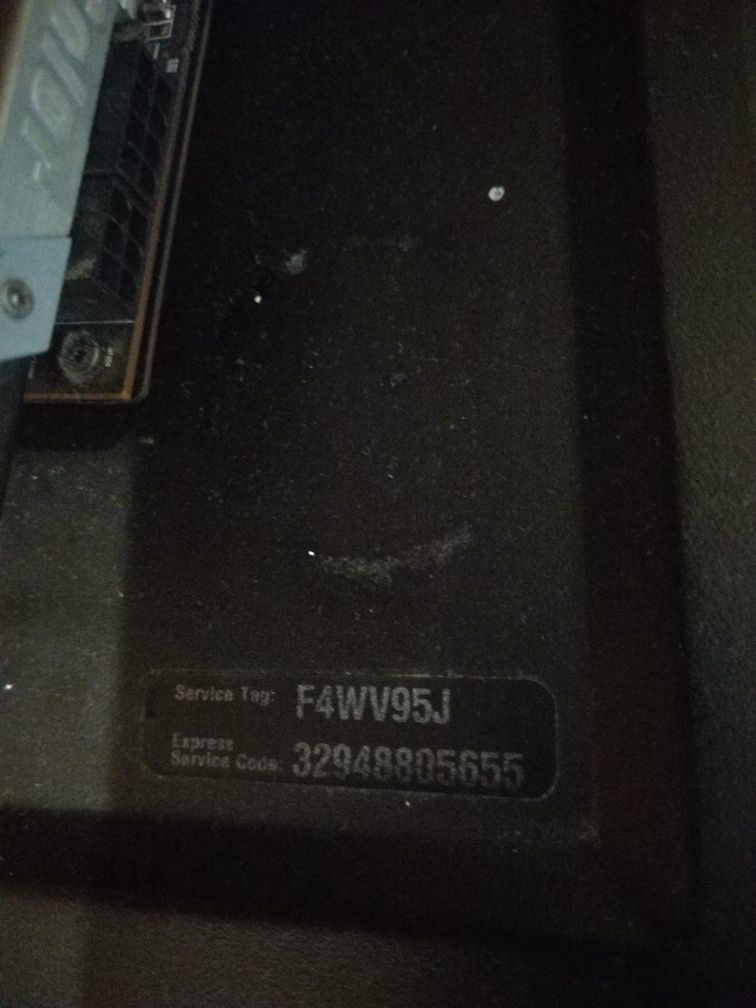 Service Tag: F4WV95J
Express
Service Code: 32948805655